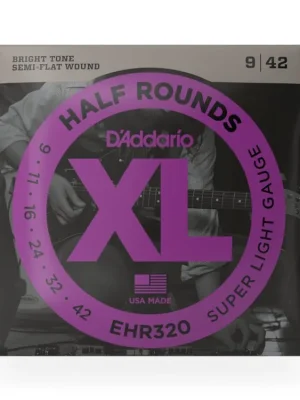 BRIGHT TONE
SEMI-FLAT WOUND
9 | 42
HALF ROUNDS
D'Addario
XL
9 · 11 · 16 · 24 · 32 · 42
USA MADE
EHR320
SUPER LIGHT GAUGE